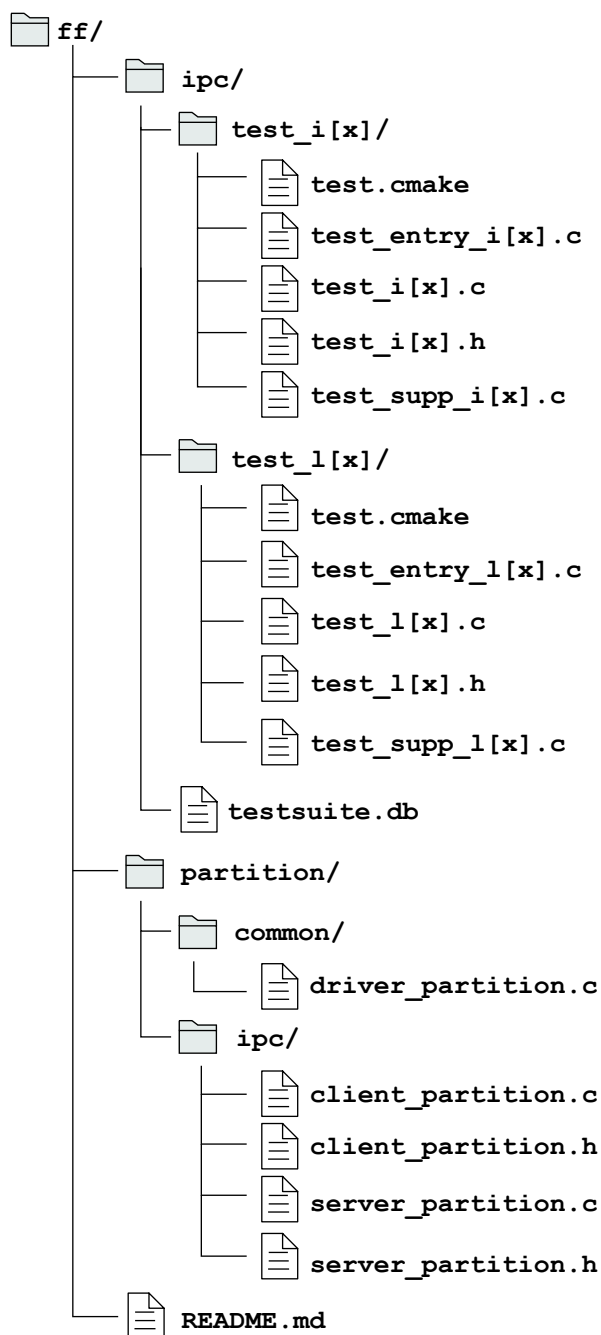 ff/
ipc/
test_i[x]/
test.cmake
test_entry_i[x].c
test_i[x].c
test_i[x].h
test_supp_i[x].c
test_l[x]/
test.cmake
test_entry_l[x].c
test_l[x].c
test_l[x].h
test_supp_l[x].c
testsuite.db
partition/
common/
driver_partition.c
ipc/
client_partition.c
client_partition.h
server_partition.c
server_partition.h
README.md